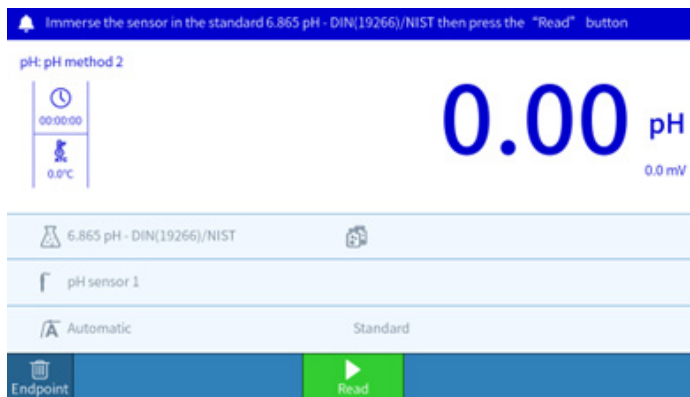 Immerse the sensor in the standard 6.865 pH - DIN(19266)/NIST then press the “Read” button
pH: pH method 2
00:00:00
0.0°C
0.00 pH
0.0 mV
6.865 pH - DIN(19266)/NIST
pH sensor 1
Automatic Standard
Endpoint Read